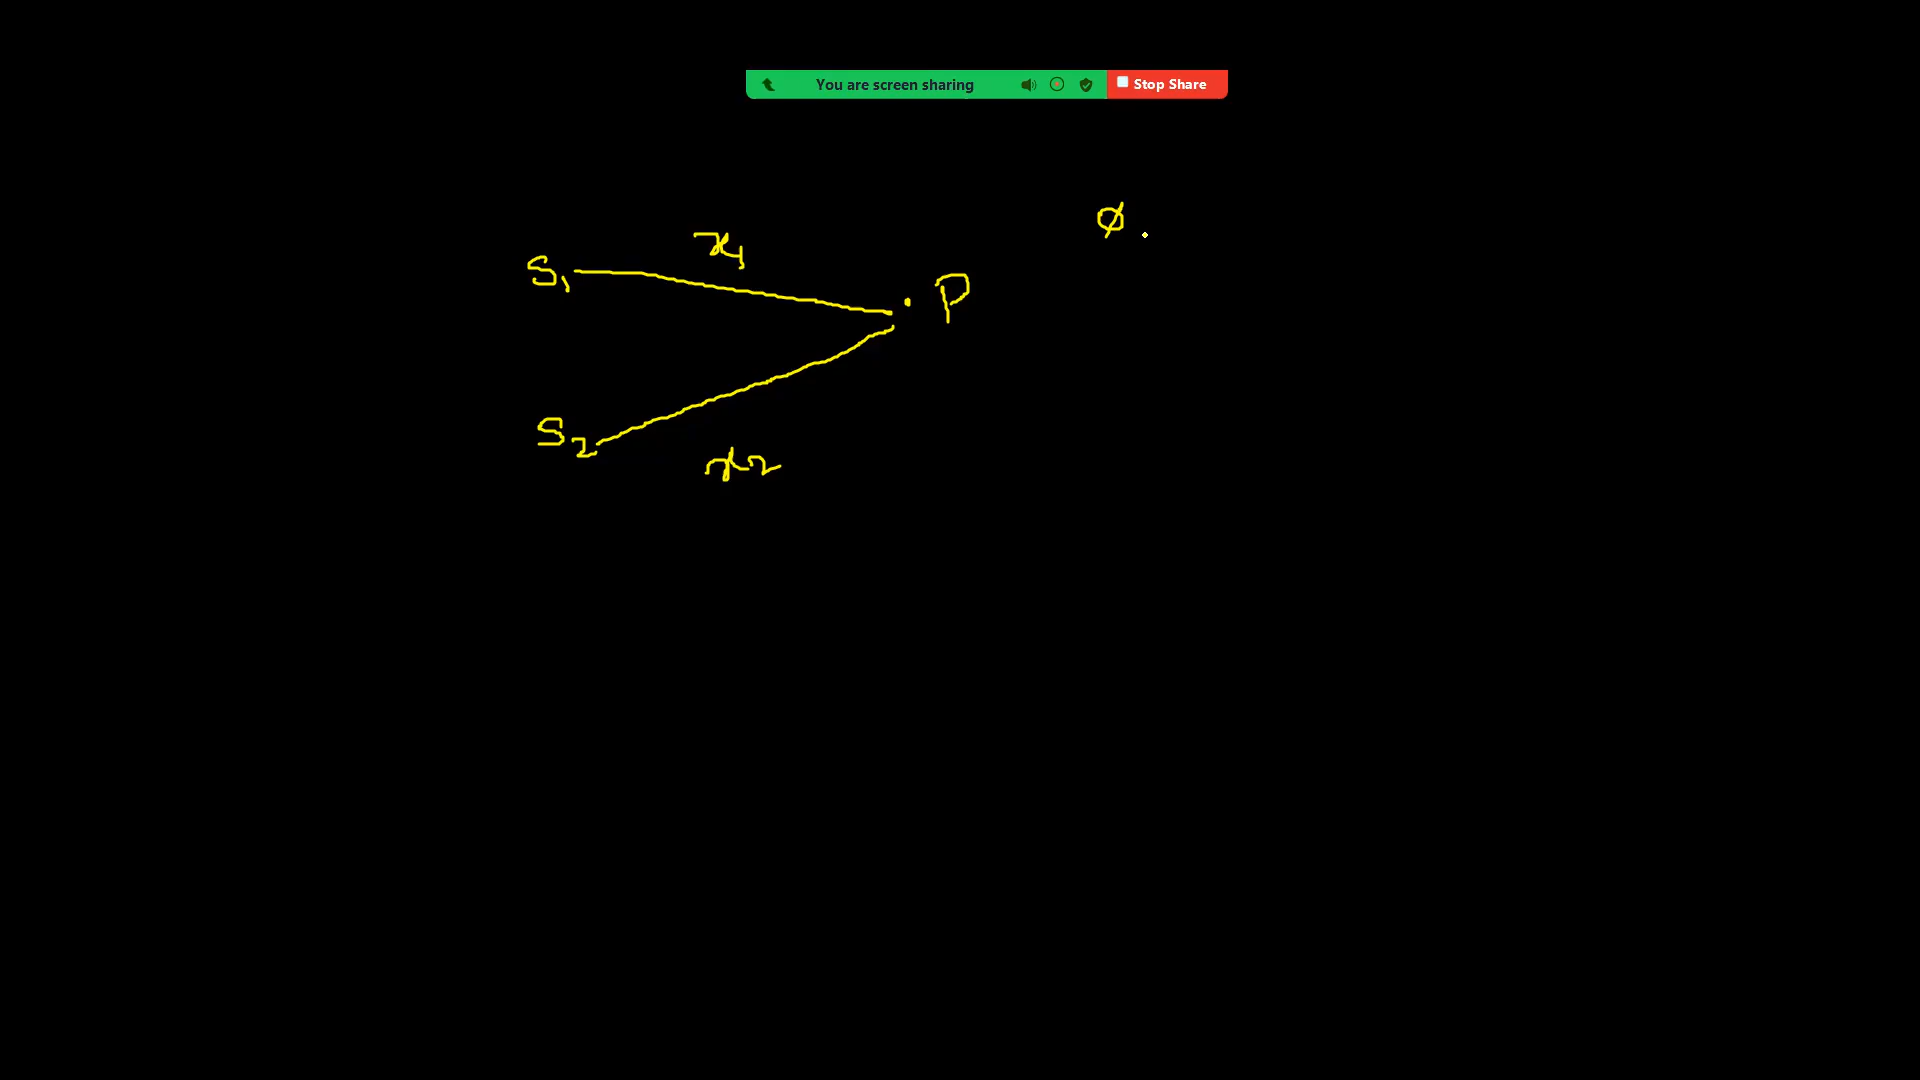 You are screen sharing Stop Share
ϕ
x₁
S₁
P
S₂
x₂